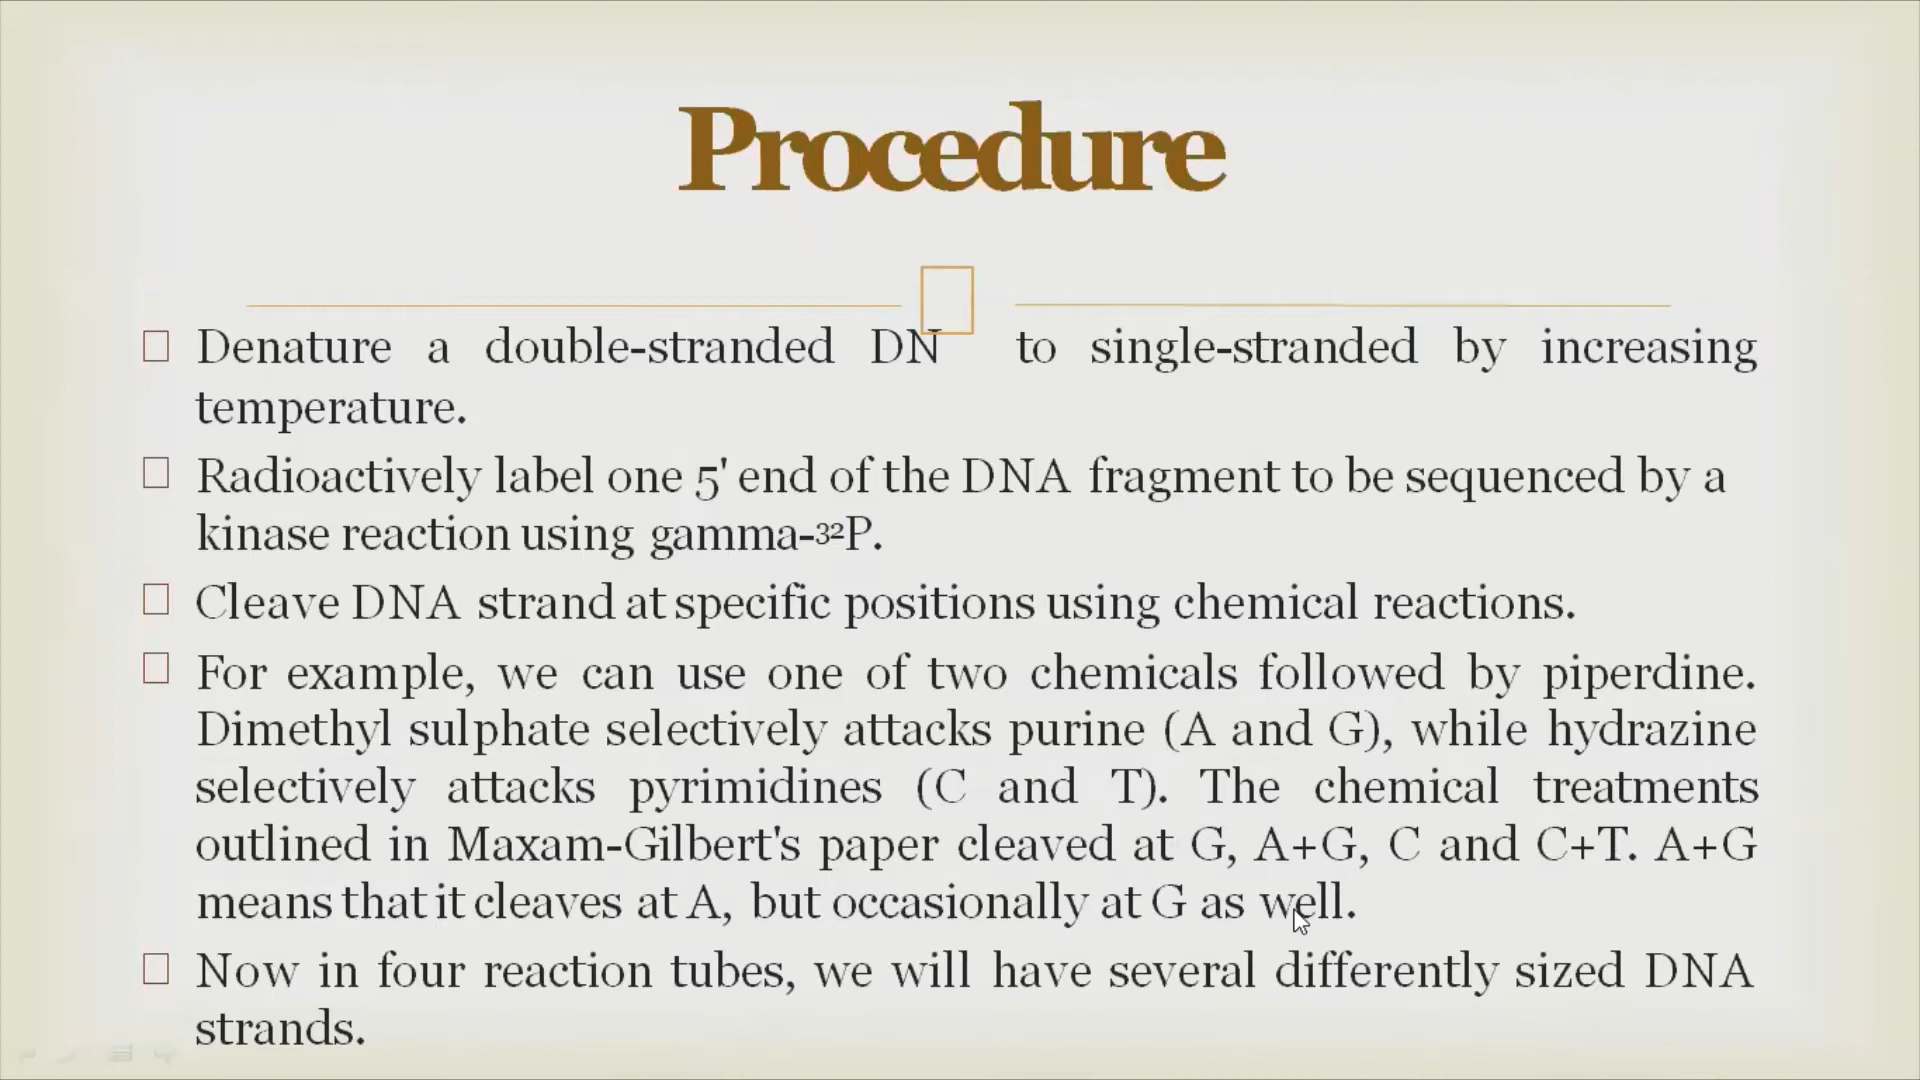 Procedure
Denature a double-stranded DN to single-stranded by increasing
temperature.
Radioactively label one 5' end of the DNA fragment to be sequenced by a
kinase reaction using gamma-³²P.
Cleave DNA strand at specific positions using chemical reactions.
For example, we can use one of two chemicals followed by piperdine.
Dimethyl sulphate selectively attacks purine (A and G), while hydrazine
selectively attacks pyrimidines (C and T). The chemical treatments
outlined in Maxam-Gilbert's paper cleaved at G, A+G, C and C+T. A+G
means that it cleaves at A, but occasionally at G as well.
Now in four reaction tubes, we will have several differently sized DNA
strands.